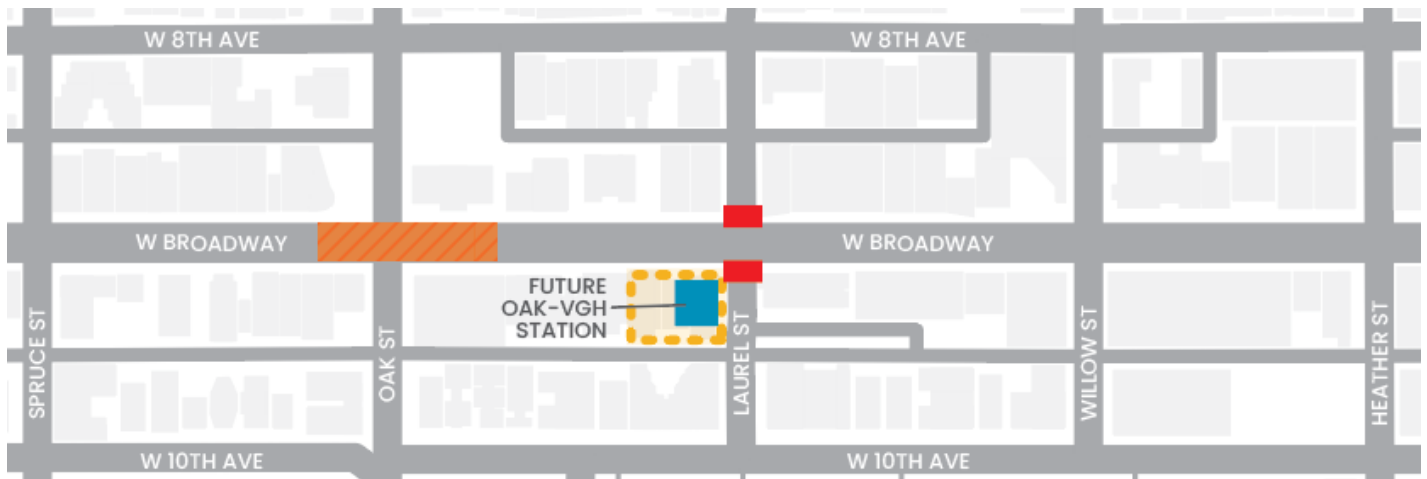 W 8TH AVE
W 8TH AVE
W BROADWAY
W BROADWAY
FUTURE
OAK-VGH
STATION
SPRUCE ST
OAK ST
LAUREL ST
WILLOW ST
HEATHER ST
W 10TH AVE
W 10TH AVE